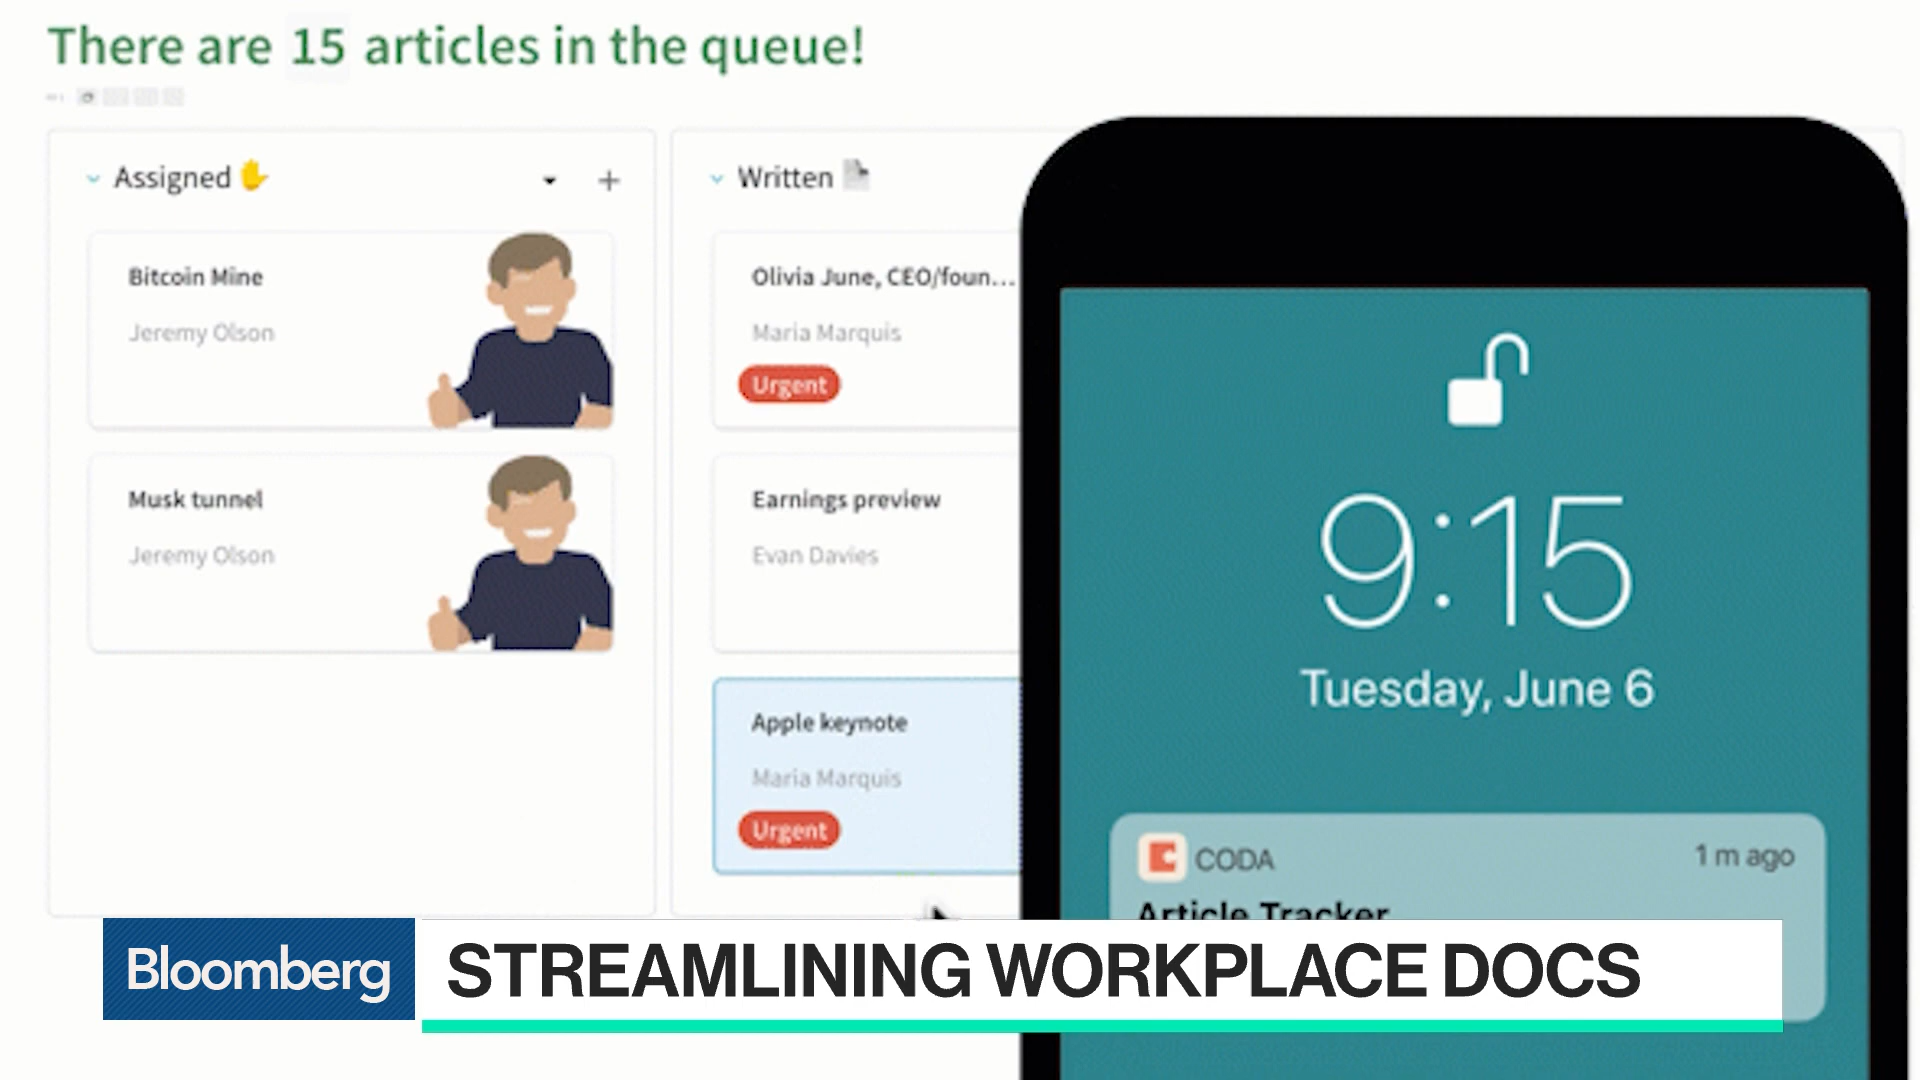 There are 15 articles in the queue!
Assigned
Bitcoin Mine
Jeremy Olson
Musk tunnel
Jeremy Olson
Written
Olivia June, CEO/foun...
Maria Marquis
Urgent
Earnings preview
Evan Davies
Apple keynote
Maria Marquis
Urgent
9:15
Tuesday, June 6
CODA
1 m ago
Article Tracker
Bloomberg
STREAMLINING WORKPLACE DOCS